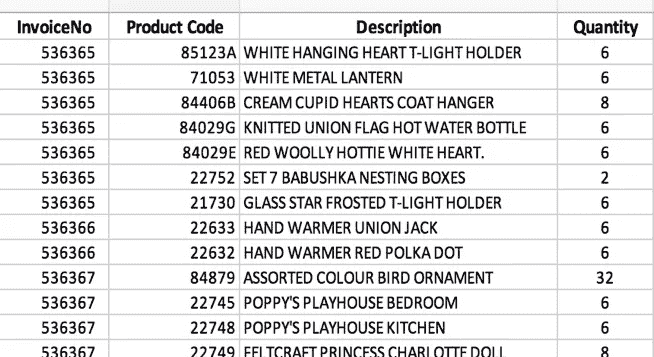 InvoiceNo Product Code Description Quantity
536365 85123A WHITE HANGING HEART T-LIGHT HOLDER 6
536365 71053 WHITE METAL LANTERN 6
536365 84406B CREAM CUPID HEARTS COAT HANGER 8
536365 84029G KNITTED UNION FLAG HOT WATER BOTTLE 6
536365 84029E RED WOOLLY HOTTIE WHITE HEART. 6
536365 22752 SET 7 BABUSHKA NESTING BOXES 2
536365 21730 GLASS STAR FROSTED T-LIGHT HOLDER 6
536366 22633 HAND WARMER UNION JACK 6
536366 22632 HAND WARMER RED POLKA DOT 6
536367 84879 ASSORTED COLOUR BIRD ORNAMENT 32
536367 22745 POPPY'S PLAYHOUSE BEDROOM 6
536367 22748 POPPY'S PLAYHOUSE KITCHEN 6
536367 22749 FELTCRAFT PRINCESS CHARLOTTE DOLL 8